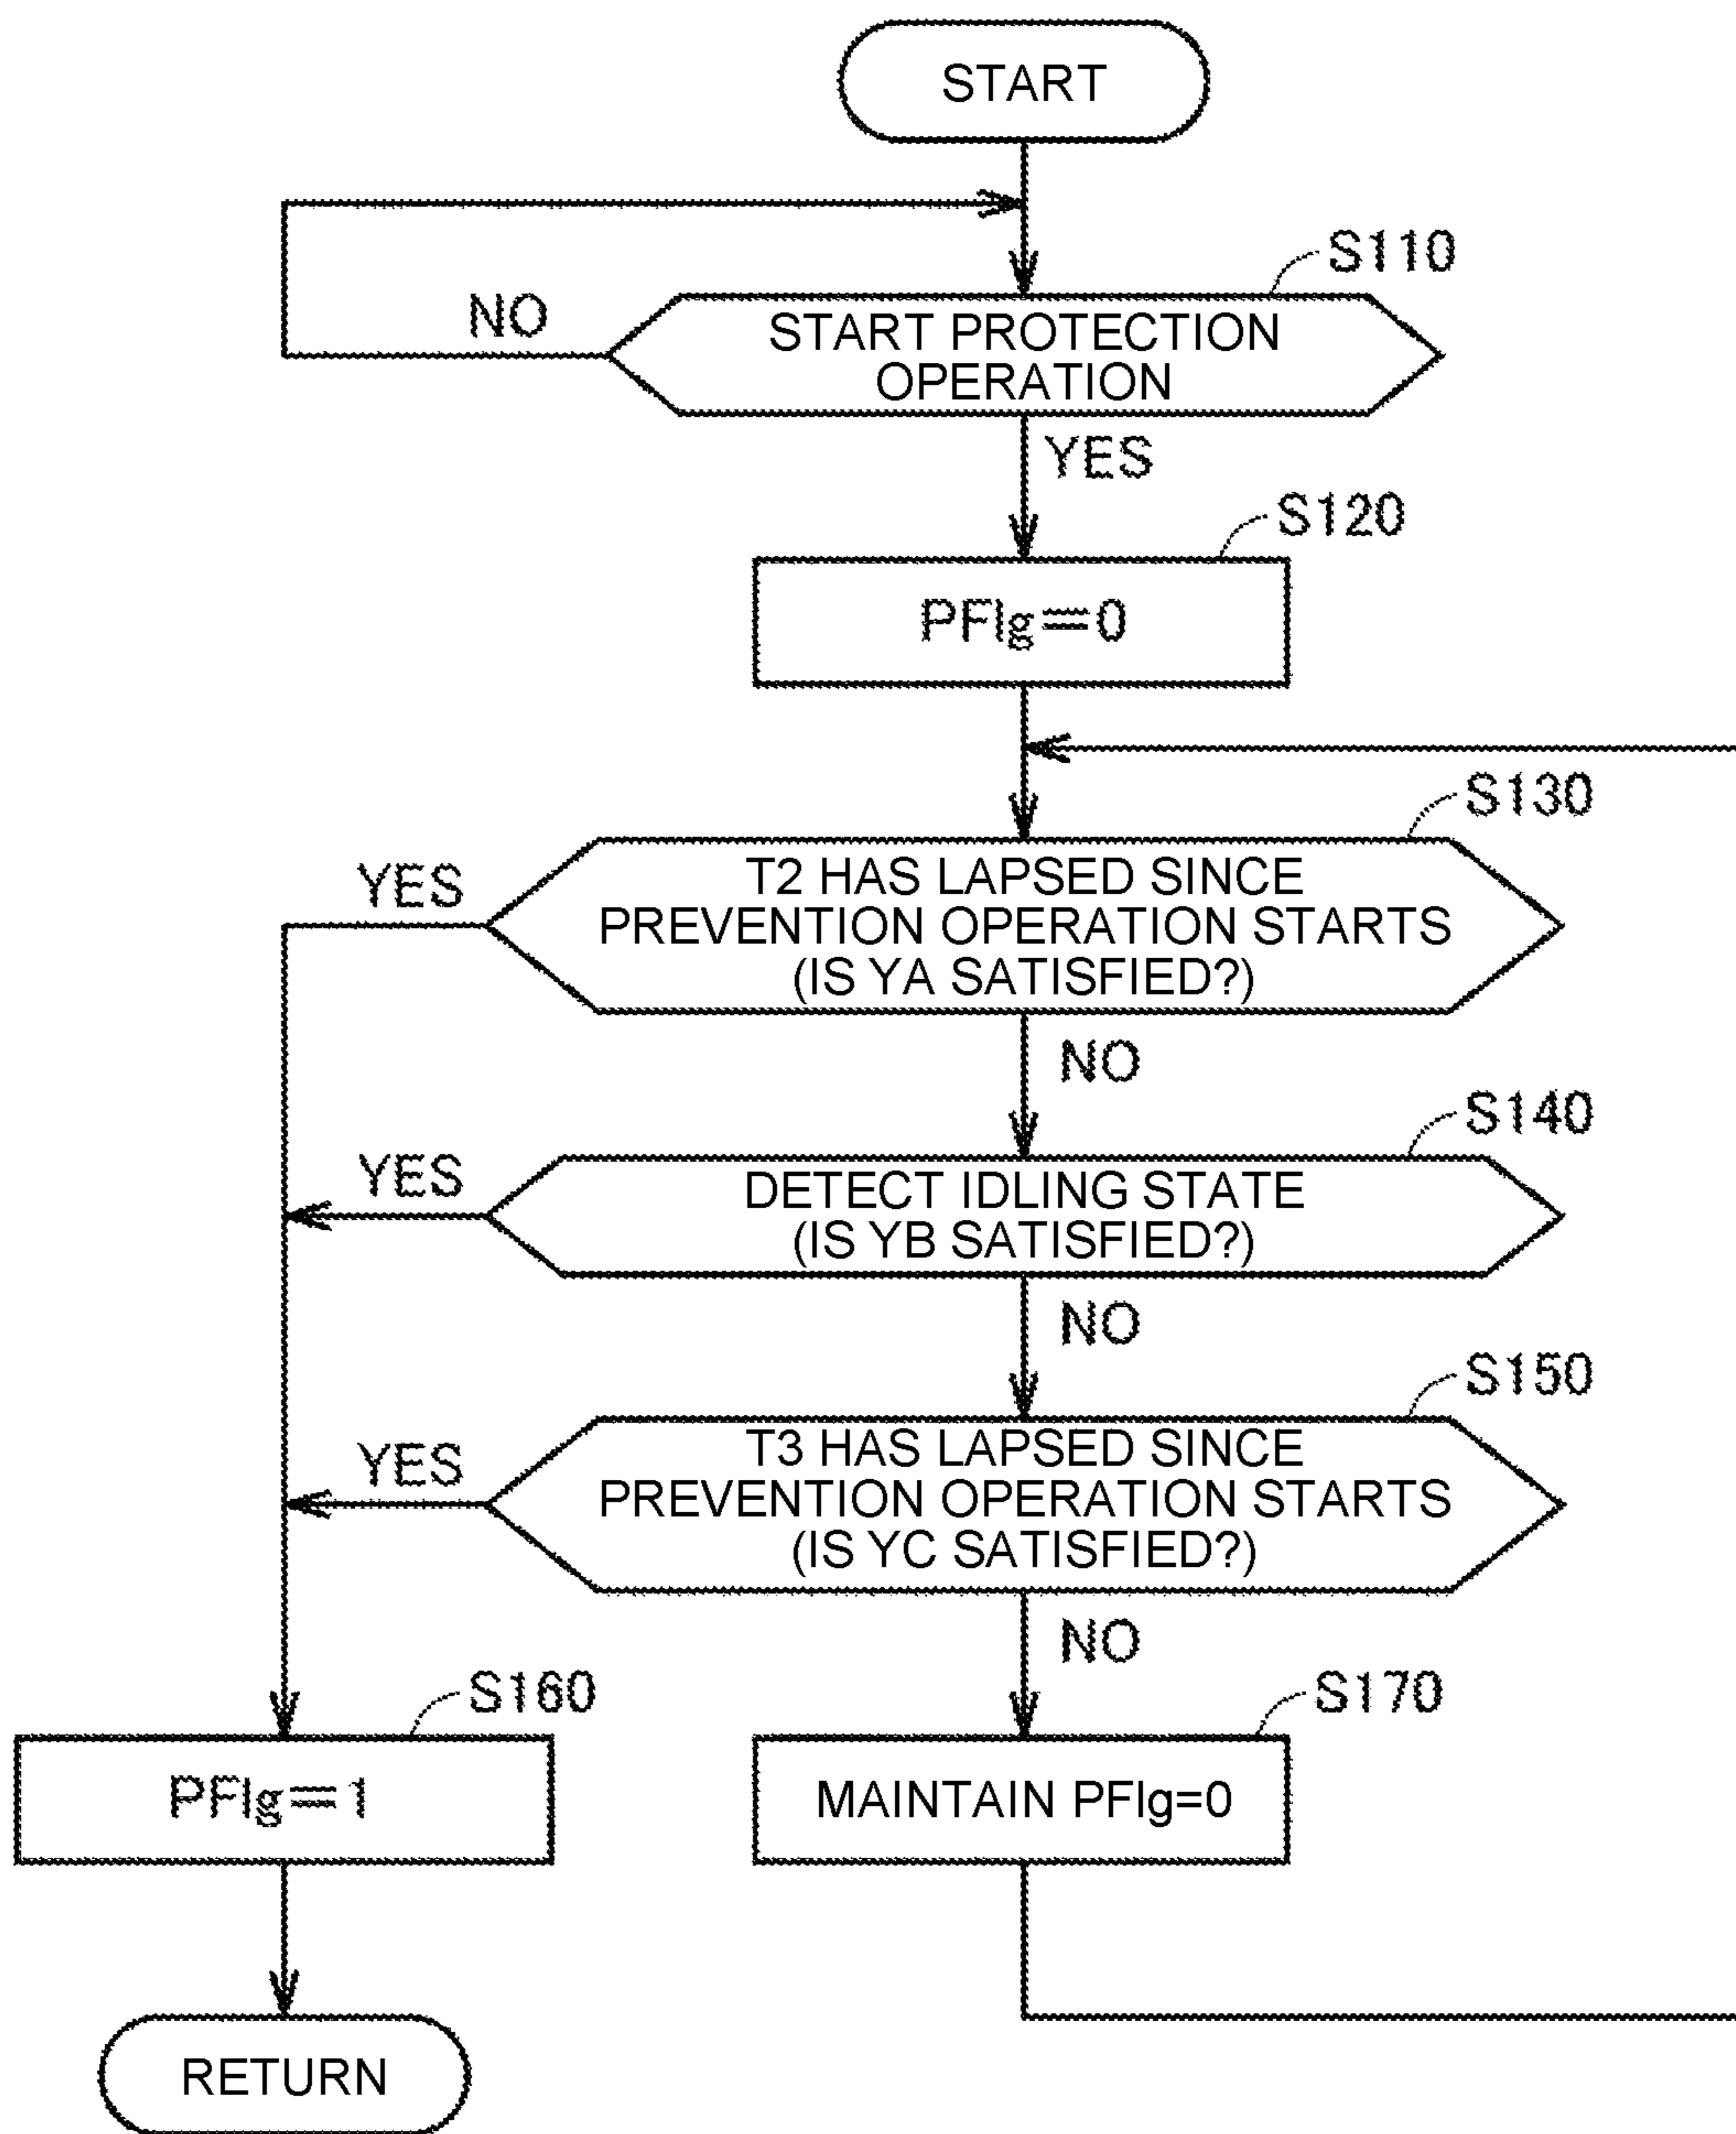 START
S110
NO
START PROTECTION
OPERATION
YES
S120
PFlg=0
S130
YES
T2 HAS LAPSED SINCE
PREVENTION OPERATION STARTS
(IS YA SATISFIED?)
NO
S140
YES
DETECT IDLING STATE
(IS YB SATISFIED?)
NO
S150
YES
T3 HAS LAPSED SINCE
PREVENTION OPERATION STARTS
(IS YC SATISFIED?)
NO
S160
S170
PFlg=1
MAINTAIN PFlg=0
RETURN